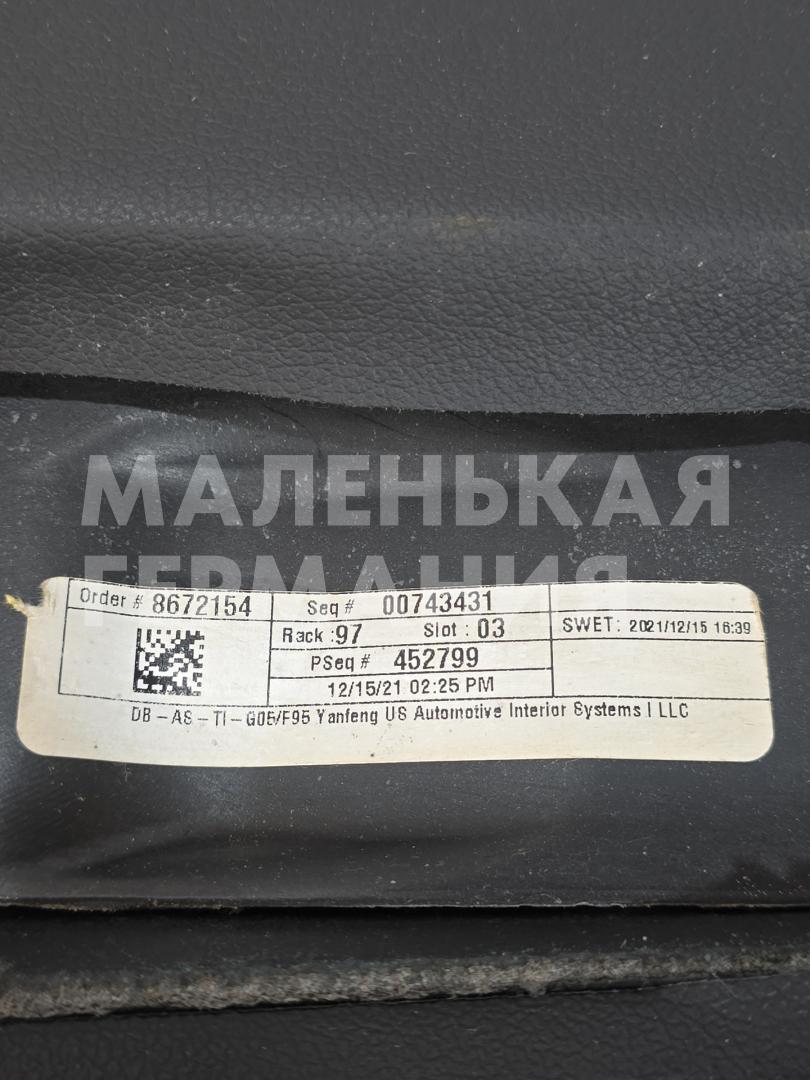 МАЛЕНЬКАЯ
ГЕРМАНИЯ
Order # 8672154
Seq # 00743431
Rack :97 Slot : 03
SWET: 2021/12/15 16:39
PSeq # 452799
12/15/21 02:25 PM
DB-AS-TI-G05/F95 Yanfeng US Automotive Interior Systems I LLC